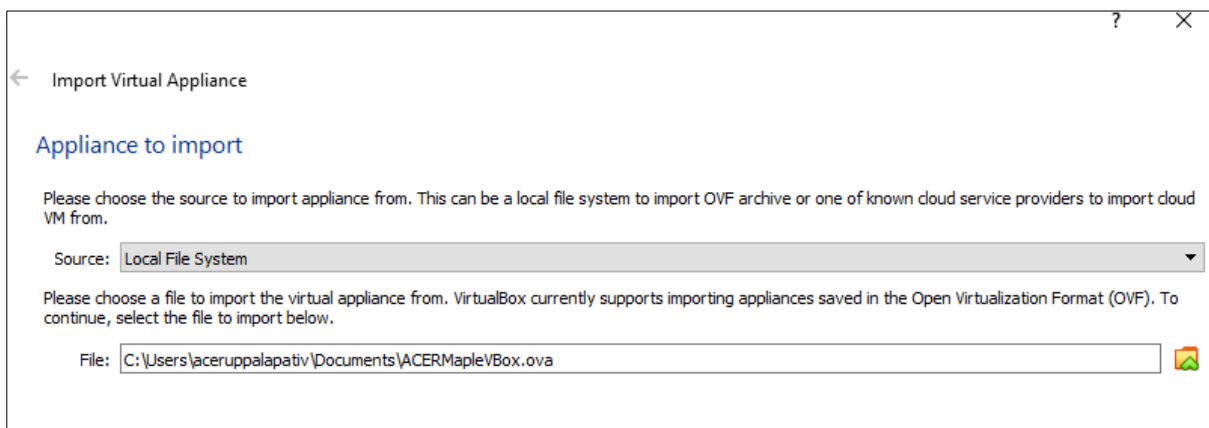 ?
Import Virtual Appliance
Appliance to import
Please choose the source to import appliance from. This can be a local file system to import OVF archive or one of known cloud service providers to import cloud
VM from.
Source: Local File System
Please choose a file to import the virtual appliance from. VirtualBox currently supports importing appliances saved in the Open Virtualization Format (OVF). To
continue, select the file to import below.
File: C:\Users\aceruppalapativ\Documents\ACERMapleVBox.ova